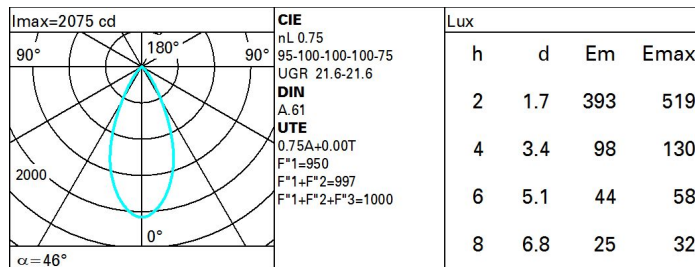 Imax=2075 cd
90° 180° 90°
2000
0°
α=46°
CIE
nL 0.75
95-100-100-100-75
UGR 21.6-21.6
DIN
A.61
UTE
0.75A+0.00T
F"1=950
F"1+F"2=997
F"1+F"2+F"3=1000
Lux
h d Em Emax
2 1.7 393 519
4 3.4 98 130
6 5.1 44 58
8 6.8 25 32